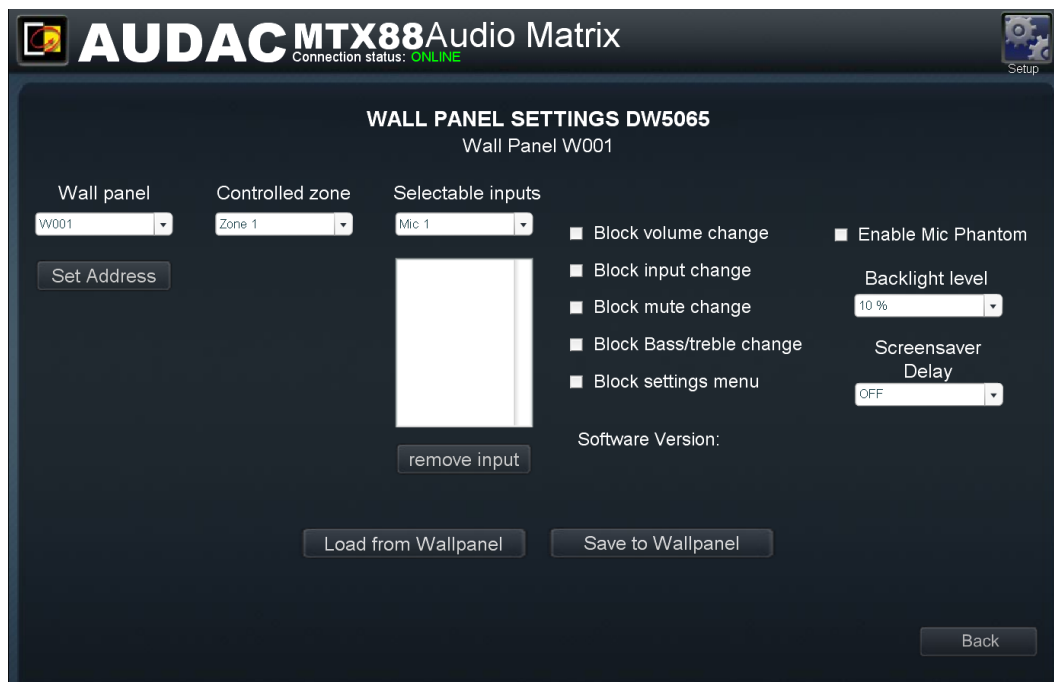 AUDAC MTX88 Audio Matrix
Connection status: ONLINE
Setup
WALL PANEL SETTINGS DW5065
Wall Panel W001
Wall panel
Controlled zone
Selectable inputs
W001
Zone 1
Mic 1
Set Address
remove input
Block volume change
Block input change
Block mute change
Block Bass/treble change
Block settings menu
Software Version:
Enable Mic Phantom
Backlight level
10 %
Screensaver
Delay
OFF
Load from Wallpanel
Save to Wallpanel
Back